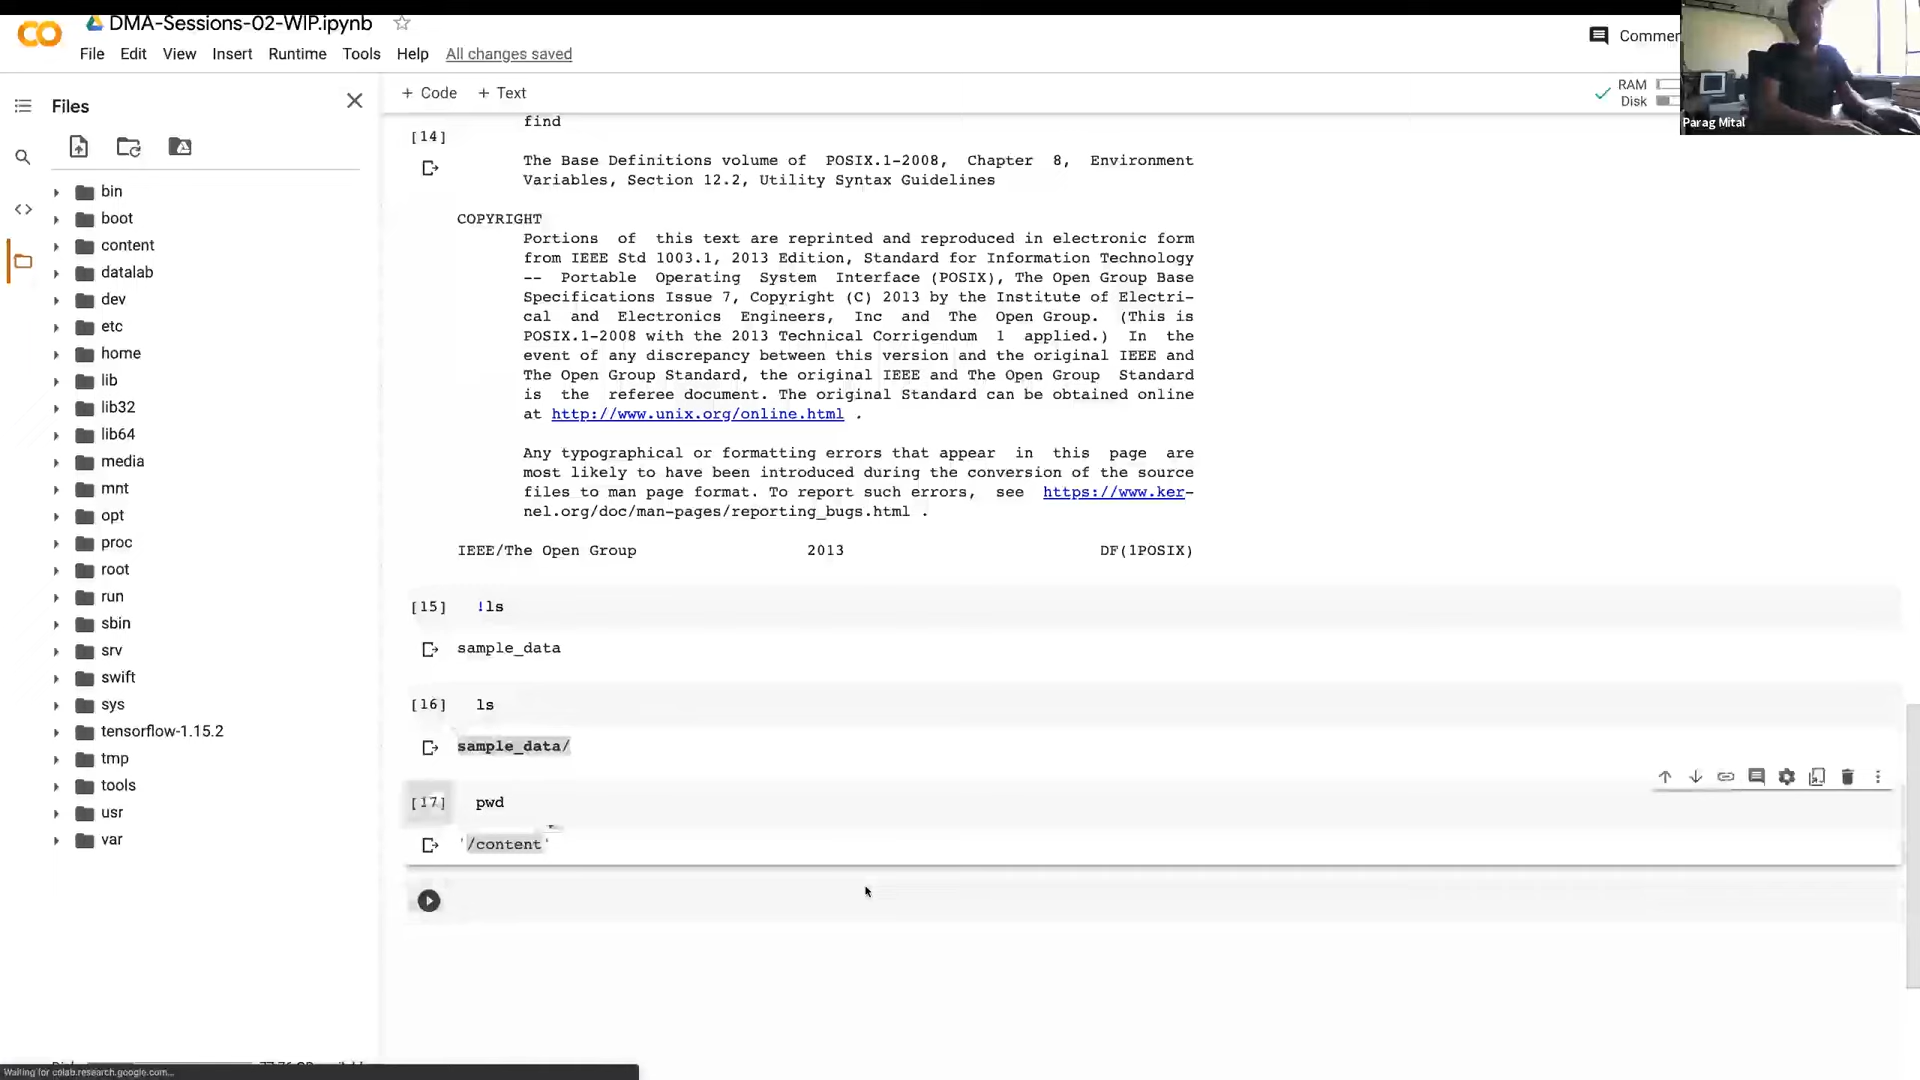 DMA-Sessions-02-WIP.ipynb
File Edit View Insert Runtime Tools Help All changes saved
Commen
Parag Mital
Files
bin
boot
content
datalab
dev
etc
home
lib
lib32
lib64
media
mnt
opt
proc
root
run
sbin
srv
swift
sys
tensorflow-1.15.2
tmp
tools
usr
var
+ Code + Text
RAM
Disk
find
[14]
The Base Definitions volume of POSIX.1-2008, Chapter 8, Environment
Variables, Section 12.2, Utility Syntax Guidelines
COPYRIGHT
Portions of this text are reprinted and reproduced in electronic form
from IEEE Std 1003.1, 2013 Edition, Standard for Information Technology
-- Portable Operating System Interface (POSIX), The Open Group Base
Specifications Issue 7, Copyright (C) 2013 by the Institute of Electri-
cal and Electronics Engineers, Inc and The Open Group. (This is
POSIX.1-2008 with the 2013 Technical Corrigendum 1 applied.) In the
event of any discrepancy between this version and the original IEEE and
The Open Group Standard, the original IEEE and The Open Group Standard
is the referee document. The original Standard can be obtained online
at http://www.unix.org/online.html .
Any typographical or formatting errors that appear in this page are
most likely to have been introduced during the conversion of the source
files to man page format. To report such errors, see https://www.ker-
nel.org/doc/man-pages/reporting_bugs.html .
IEEE/The Open Group 2013 DF(1POSIX)
[15] !ls
sample_data
[16] ls
sample_data/
[17] pwd
'/content'
Waiting for colab.research.google.com...